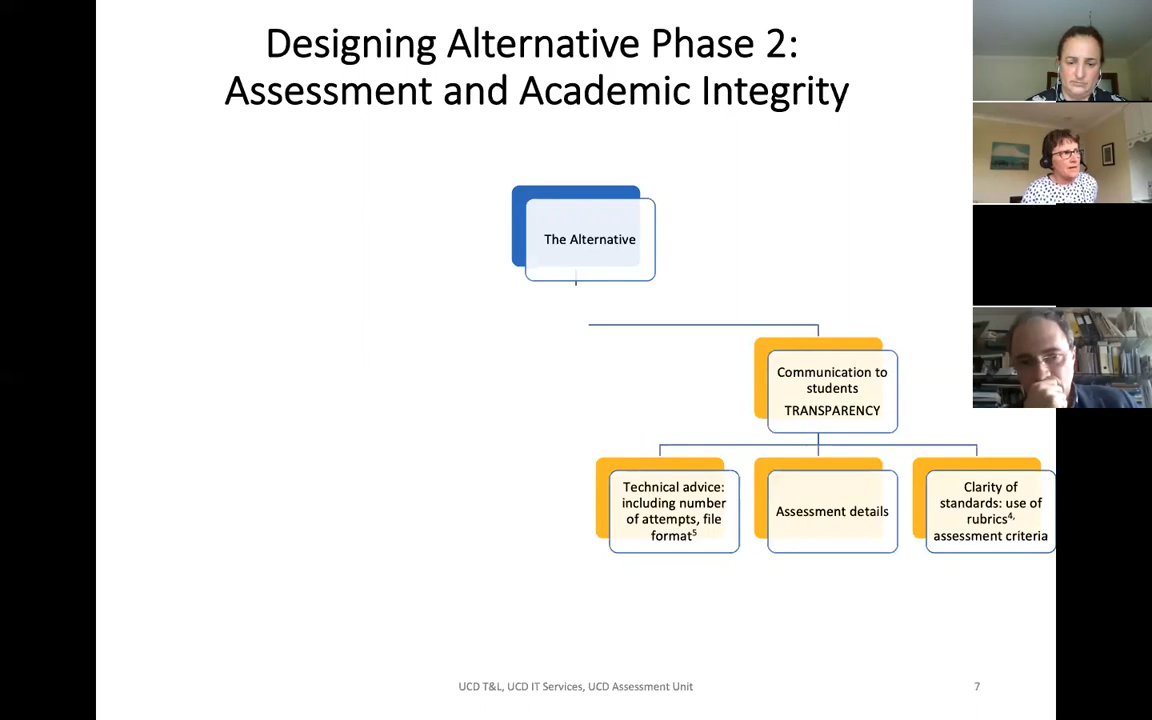 Designing Alternative Phase 2:
Assessment and Academic Integrity
The Alternative
Communication to
students
TRANSPARENCY
Technical advice:
including number
of attempts, file
format⁵
Assessment details
Clarity of
standards: use of
rubrics⁴,
assessment criteria
UCD T&L, UCD IT Services, UCD Assessment Unit
7